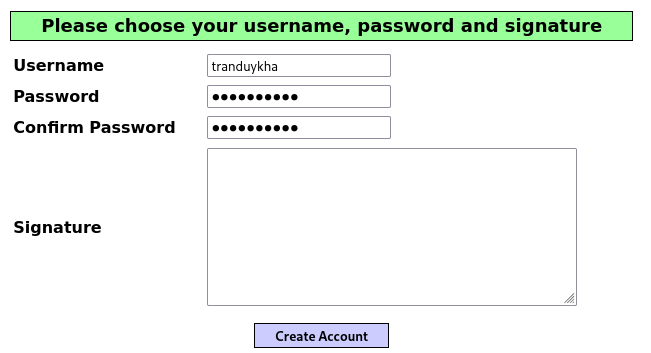 Please choose your username, password and signature
Username
tranduykha
Password
●●●●●●●●●●
Confirm Password
●●●●●●●●●●
Signature
Create Account